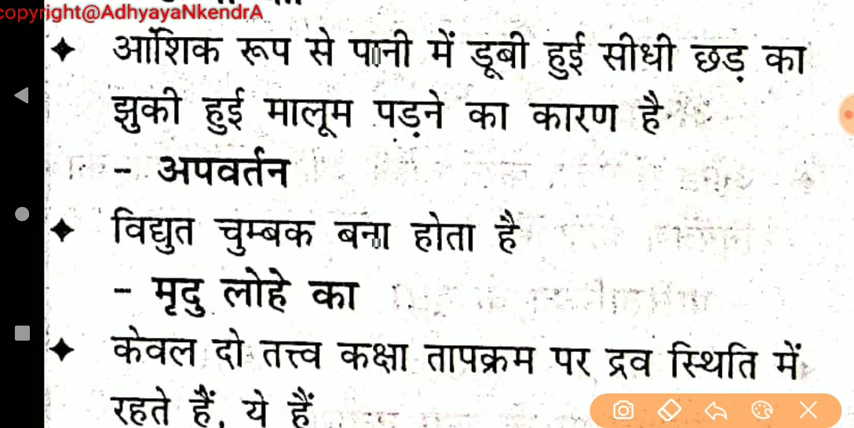 copyright@AdhyayaNkendrA
आंशिक रूप से पानी में डूबी हुई सीधी छड़ का
झुकी हुई मालूम पड़ने का कारण है
- अपवर्तन
विद्युत चुम्बक बना होता है
- मृदु लोहे का
केवल दो तत्त्व कक्षा तापक्रम पर द्रव स्थिति में
रहते हैं, ये हैं